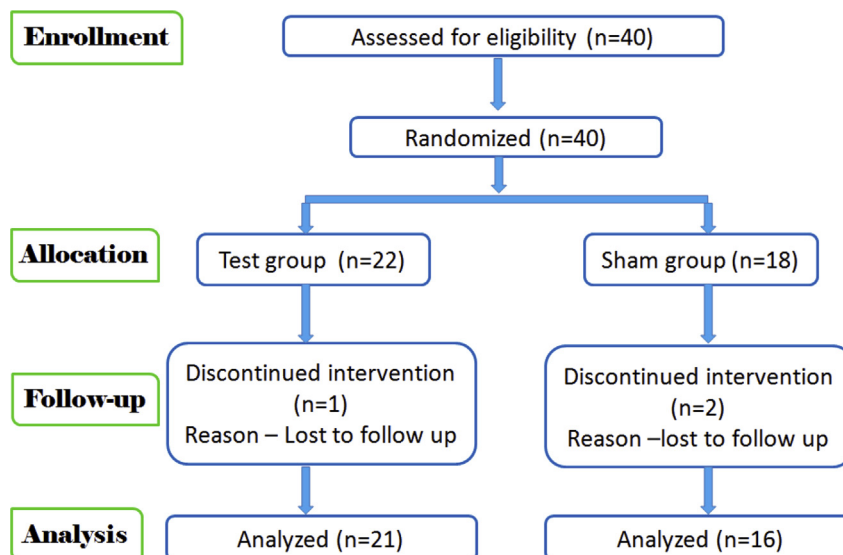 Enrollment
Assessed for eligibility (n=40)
Randomized (n=40)
Allocation
Test group (n=22)
Sham group (n=18)
Follow-up
Discontinued intervention
(n=1)
Reason – Lost to follow up
Discontinued intervention
(n=2)
Reason –lost to follow up
Analysis
Analyzed (n=21)
Analyzed (n=16)